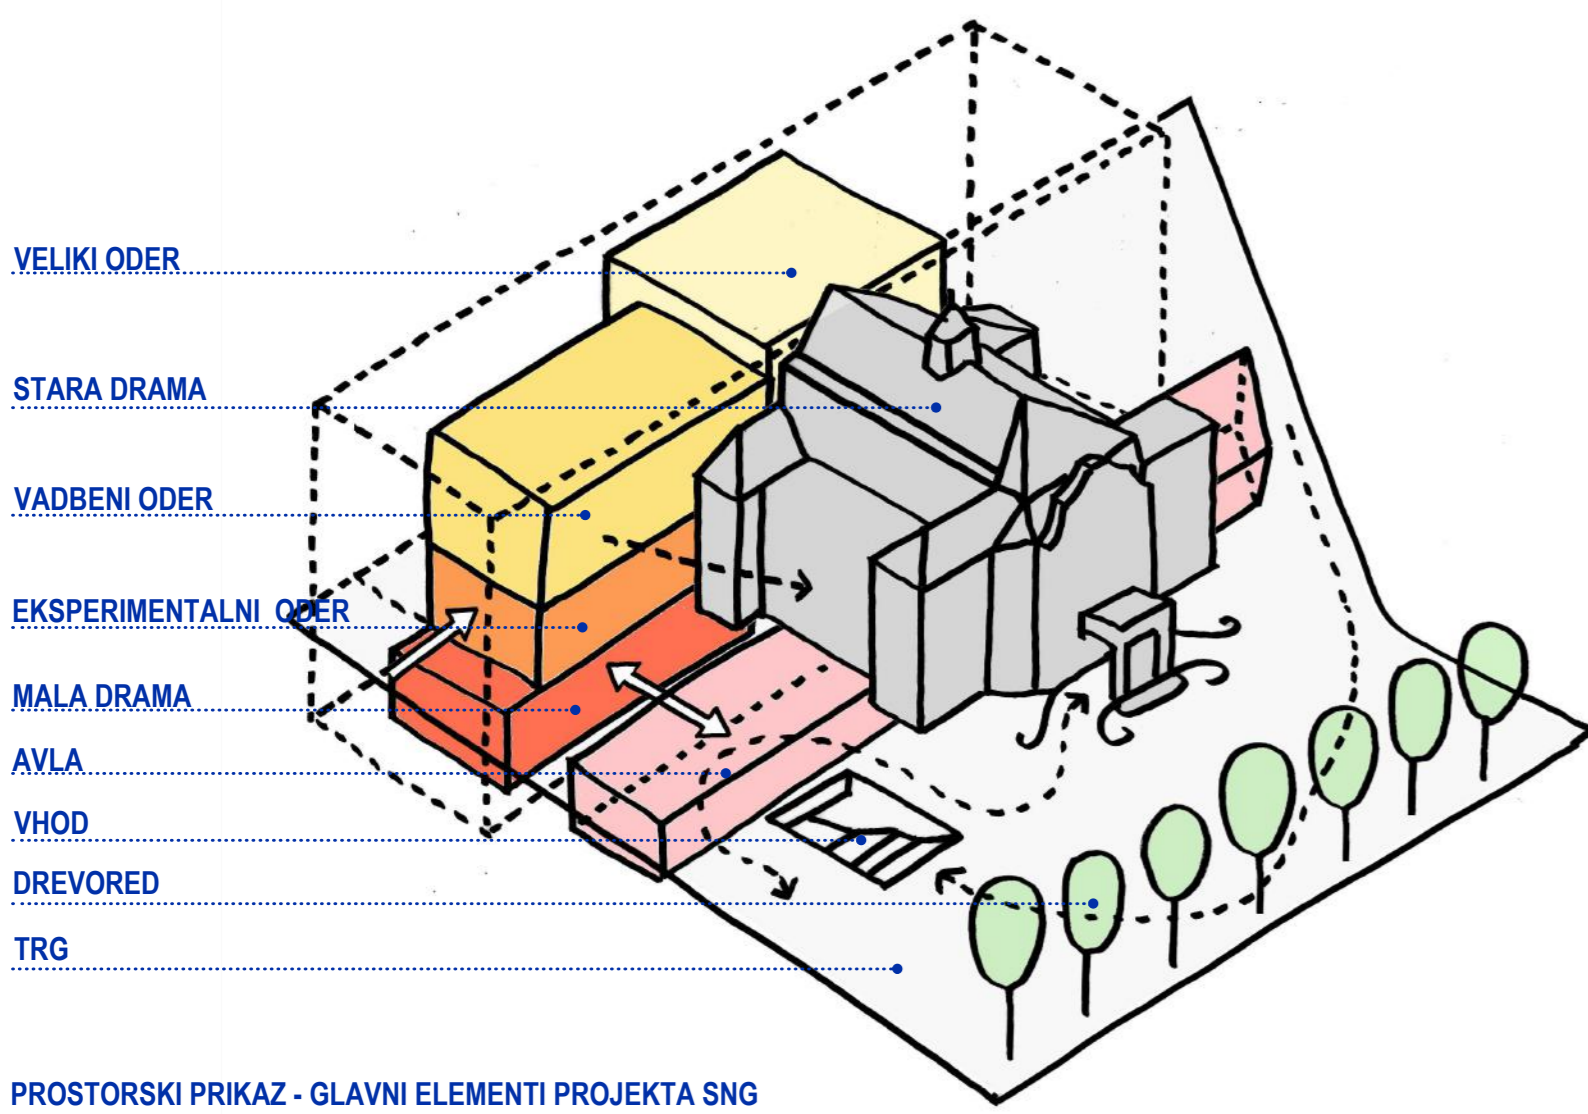 VELIKI ODER
STARA DRAMA
VADBENI ODER
EKSPERIMENTALNI ODER
MALA DRAMA
AVLA
VHOD
DREVORED
TRG
PROSTORSKI PRIKAZ - GLAVNI ELEMENTI PROJEKTA SNG